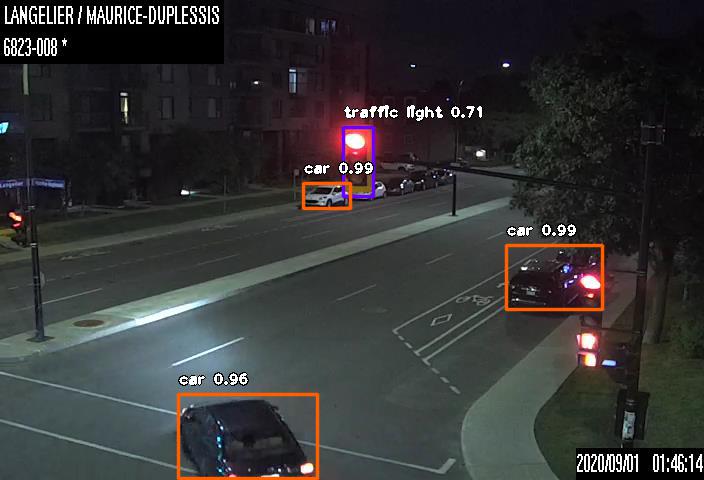 LANGELIER / MAURICE-DUPLESSIS
6823-008 *
traffic light 0.71
car 0.99
car 0.99
Langelier
car 0.96
2020/09/01 01:46:14